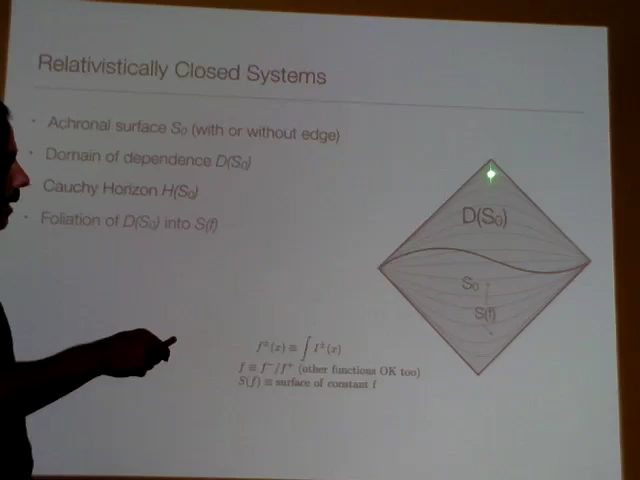 Relativistically Closed Systems
· Achronal surface S₀ (with or without edge)
· Domain of dependence D(S₀)
Cauchy Horizon H(S₀)
· Foliation of D(S₀) into S(f)
D(S₀)
S₀
S(f)
f^±(x) ≡ ∫ I^±(x)
f ≡ f⁻/f⁺ (other functions OK too)
S(f) ≡ surface of constant f